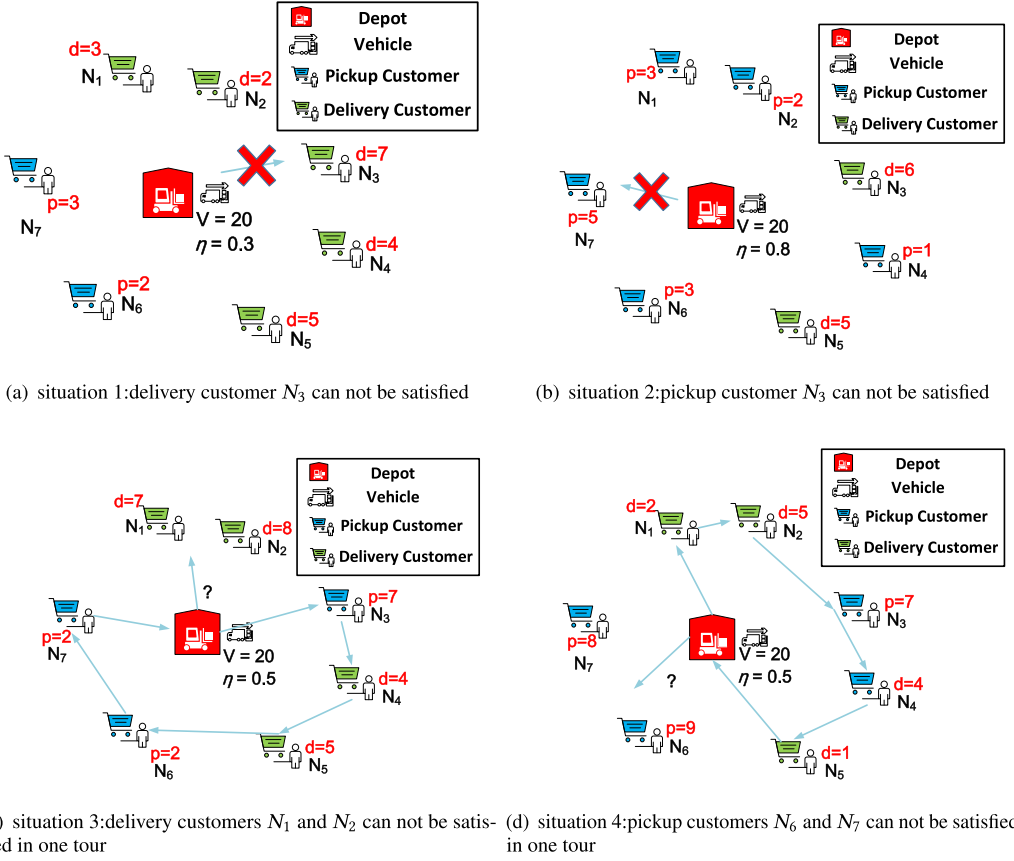 Depot
Vehicle
Pickup Customer
Delivery Customer
d=3
N1
d=2
N2
d=7
N3
p=3
N7
V = 20
η = 0.3
d=4
N4
p=2
N6
d=5
N5
(a) situation 1:delivery customer N3 can not be satisfied
Depot
Vehicle
Pickup Customer
Delivery Customer
p=3
N1
p=2
N2
d=6
N3
p=5
N7
V = 20
η = 0.8
p=1
N4
p=3
N6
d=5
N5
(b) situation 2:pickup customer N3 can not be satisfied
Depot
Vehicle
Pickup Customer
Delivery Customer
d=7
N1
d=8
N2
?
p=7
N3
p=2
N7
V = 20
η = 0.5
d=4
N4
p=2
N6
d=5
N5
) situation 3:delivery customers N1 and N2 can not be satis-
ed in one tour
Depot
Vehicle
Pickup Customer
Delivery Customer
d=2
N1
d=5
N2
p=7
N3
p=8
N7
V = 20
η = 0.5
?
d=4
N4
p=9
N6
d=1
N5
(d) situation 4:pickup customers N6 and N7 can not be satisfied
in one tour